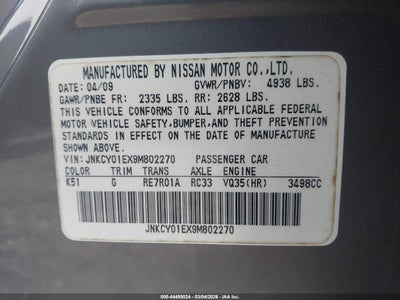 MANUFACTURED BY NISSAN MOTOR CO.,LTD.
DATE: 04/09 GVWR/PNBV: 4938 LBS.
GAWR/PNBE FR: 2335 LBS. RR: 2628 LBS.
THIS VEHICLE CONFORMS TO ALL APPLICABLE FEDERAL
MOTOR VEHICLE SAFETY,BUMPER,AND THEFT PREVENTION
STANDARDS IN EFFECT ON THE DATE OF MANUFACTURE
SHOWN ABOVE.
VIN: JNKCY01EX9M802270 PASSENGER CAR
COLOR TRIM TRANS AXLE ENGINE
K51 G RE7R01A RC33 VQ35(HR) 3498CC
JNKCY01EX9M802270
000-44495024 - 03/04/2026 - IAAI.COM